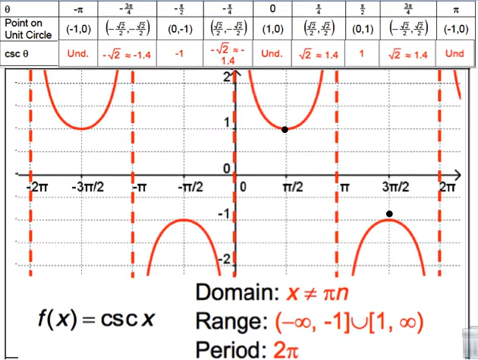 θ -π -3π/4 -π/2 -π/4 0 π/4 π/2 3π/4 π
Point on Unit Circle (-1,0) (-√2/2,-√2/2) (0,-1) (√2/2,-√2/2) (1,0) (√2/2,√2/2) (0,1) (-√2/2,√2/2) (-1,0)
csc θ Und. -√2 ≈ -1.4 -1 -√2 ≈ -1.4 Und. √2 ≈ 1.4 1 √2 ≈ 1.4 Und
2
1
0
-2π -3π/2 -π -π/2 0 π/2 π 3π/2 2π
-1
-2
Domain: x ≠ πn
f(x) = csc x Range: (-∞, -1]∪[1, ∞)
Period: 2π